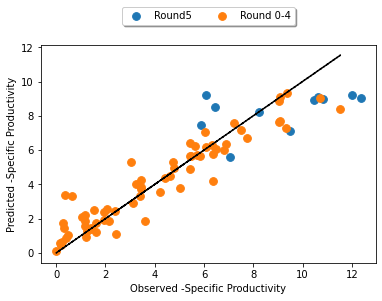 Round5 Round 0-4
12
10
8
6
4
2
0
Predicted -Specific Productivity
0 2 4 6 8 10 12
Observed -Specific Productivity